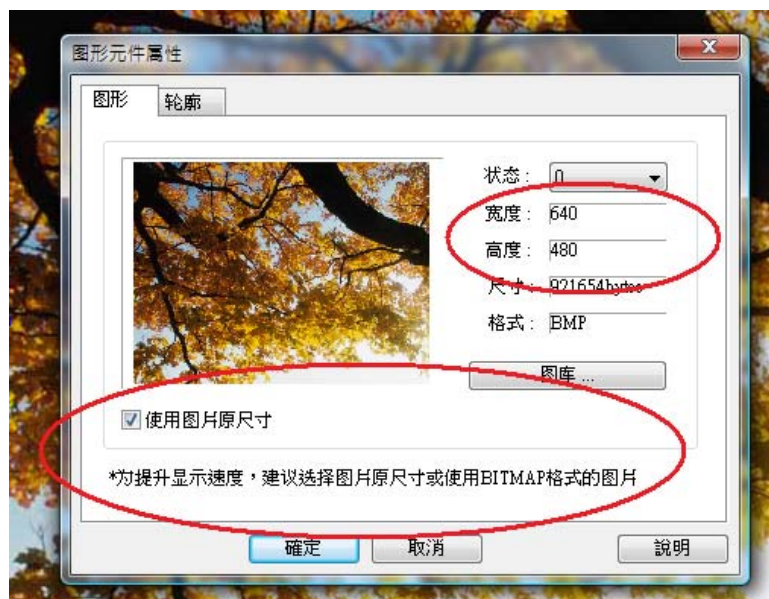 图形元件属性
图形
轮廓
状态： 0
宽度： 640
高度： 480
尺寸： 921654bytes
格式： BMP
图库 ...
使用图片原尺寸
*为提升显示速度，建议选择图片原尺寸或使用BITMAP格式的图片
確定
取消
説明